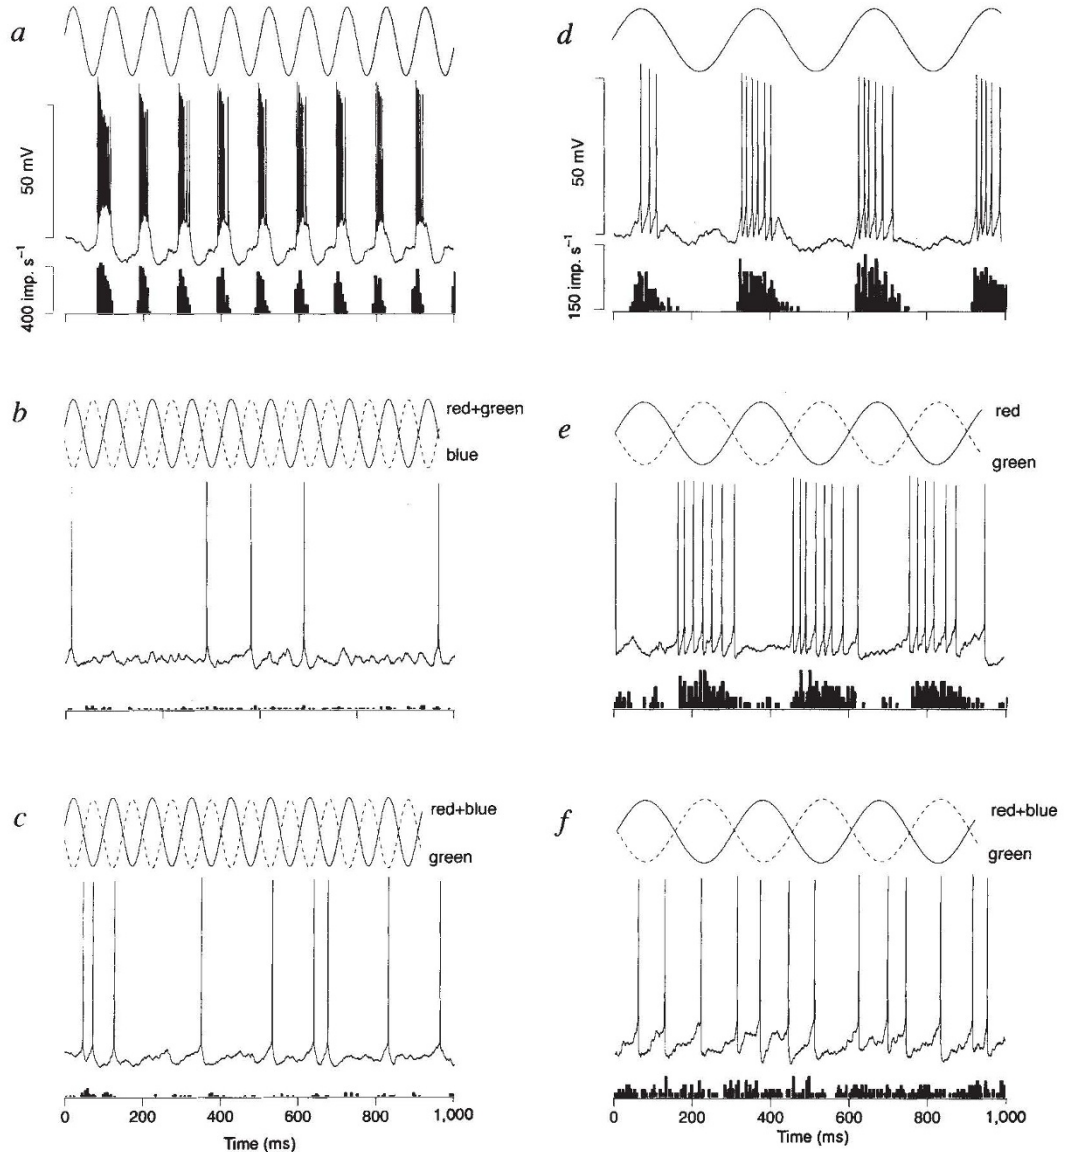 a
50 mV
400 imp. s⁻¹
b
red+green
blue
c
red+blue
green
0 200 400 600 800 1,000
Time (ms)
d
50 mV
150 imp. s⁻¹
e
red
green
f
red+blue
green
0 200 400 600 800 1,000
Time (ms)